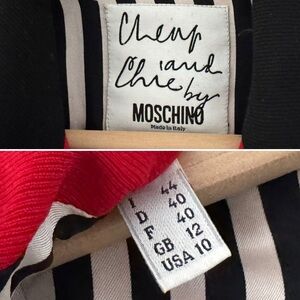 Cheap
and
Chic by
MOSCHINO
Made in Italy
I 44
D 40
F 40
GB 12
USA 10